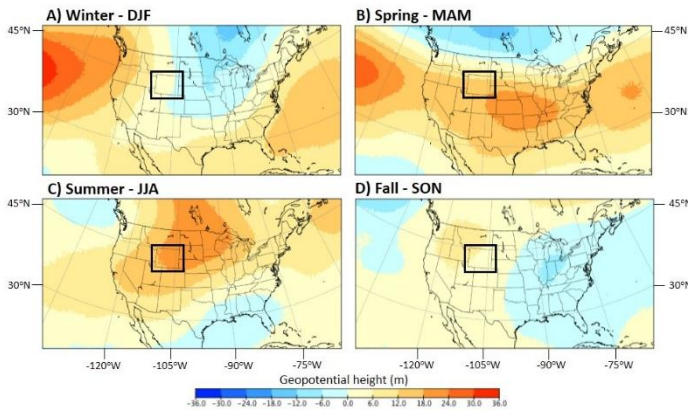 A) Winter - DJF
B) Spring - MAM
45°N
45°N
30°N
30°N
C) Summer - JJA
D) Fall - SON
45°N
45°N
30°N
30°N
-120°W -105°W -90°W -75°W
-120°W -105°W -90°W -75°W
Geopotential height (m)
-36.0 -30.0 -24.0 -18.0 -12.0 -6.0 0.0 6.0 12.0 18.0 24.0 30.0 36.0